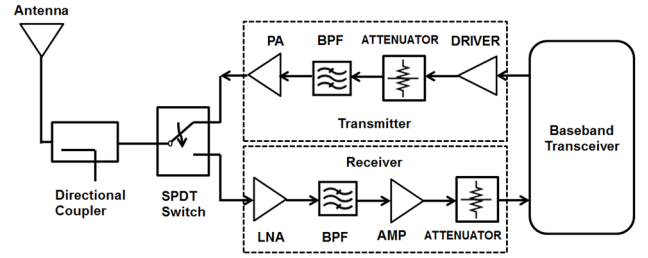 Antenna
PA
BPF
ATTENUATOR
DRIVER
Transmitter
Baseband
Transceiver
Directional
Coupler
SPDT
Switch
Receiver
LNA
BPF
AMP
ATTENUATOR